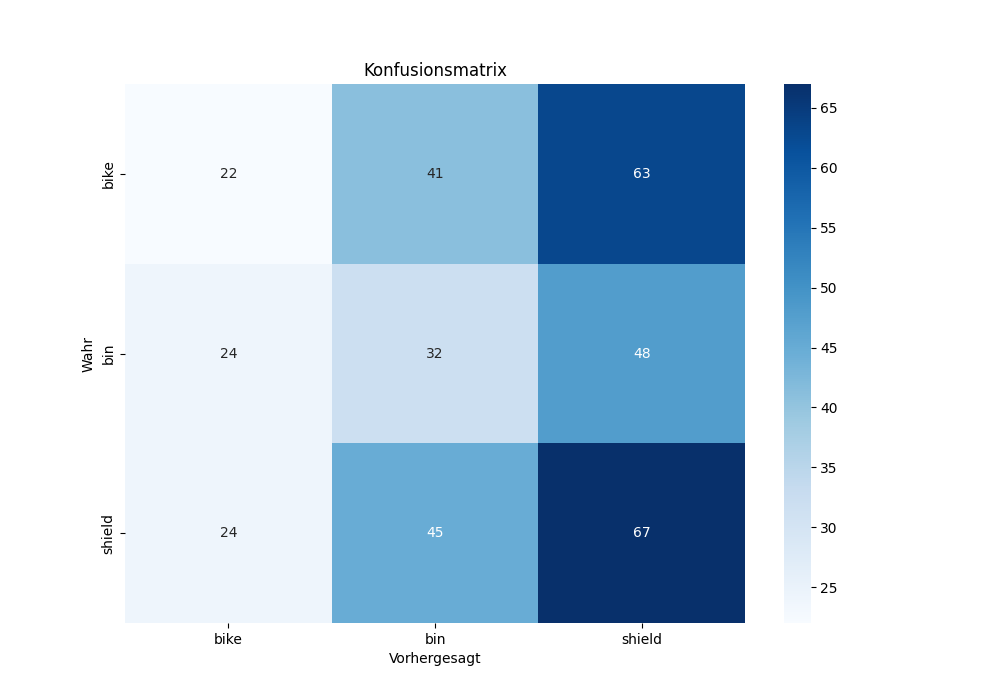 Konfusionsmatrix
bike 22 41 63
bin 24 32 48
shield 24 45 67
Wahr
bike bin shield
Vorhergesagt
65
60
55
50
45
40
35
30
25